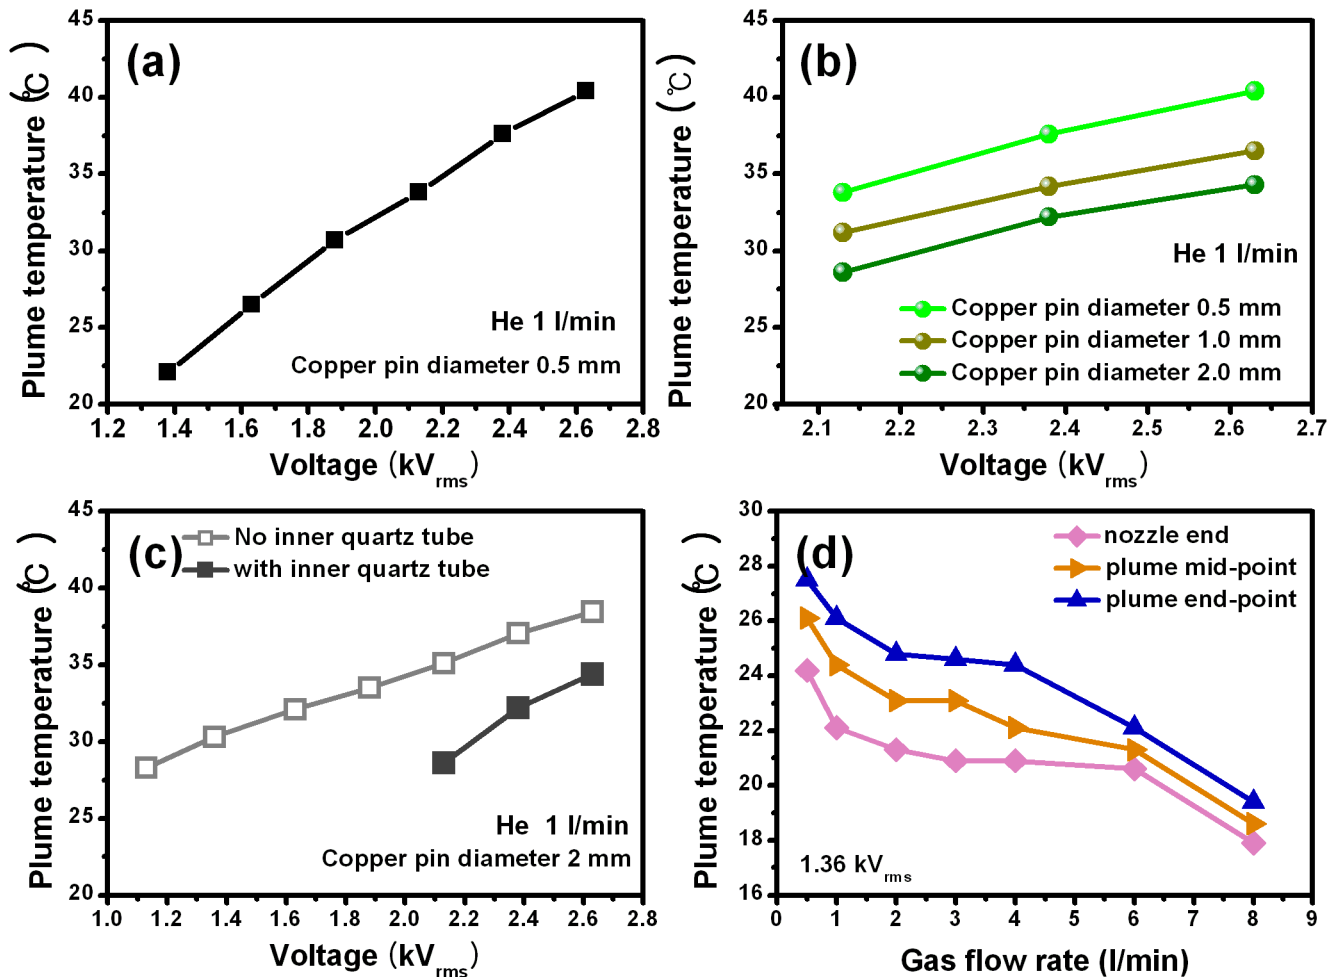 (a)
Plume temperature (℃)
45
40
35
30
25
20
He 1 l/min
Copper pin diameter 0.5 mm
1.2 1.4 1.6 1.8 2.0 2.2 2.4 2.6 2.8
Voltage (kVrms)
(b)
Plume temperature (℃)
45
40
35
30
25
20
He 1 l/min
Copper pin diameter 0.5 mm
Copper pin diameter 1.0 mm
Copper pin diameter 2.0 mm
2.1 2.2 2.3 2.4 2.5 2.6 2.7
Voltage (kVrms)
(c)
Plume temperature (℃)
45
40
35
30
25
20
No inner quartz tube
with inner quartz tube
He 1 l/min
Copper pin diameter 2 mm
1.0 1.2 1.4 1.6 1.8 2.0 2.2 2.4 2.6 2.8
Voltage (kVrms)
(d)
Plume temperature (℃)
30
28
26
24
22
20
18
16
nozzle end
plume mid-point
plume end-point
1.36 kVrms
0 1 2 3 4 5 6 7 8 9
Gas flow rate (l/min)